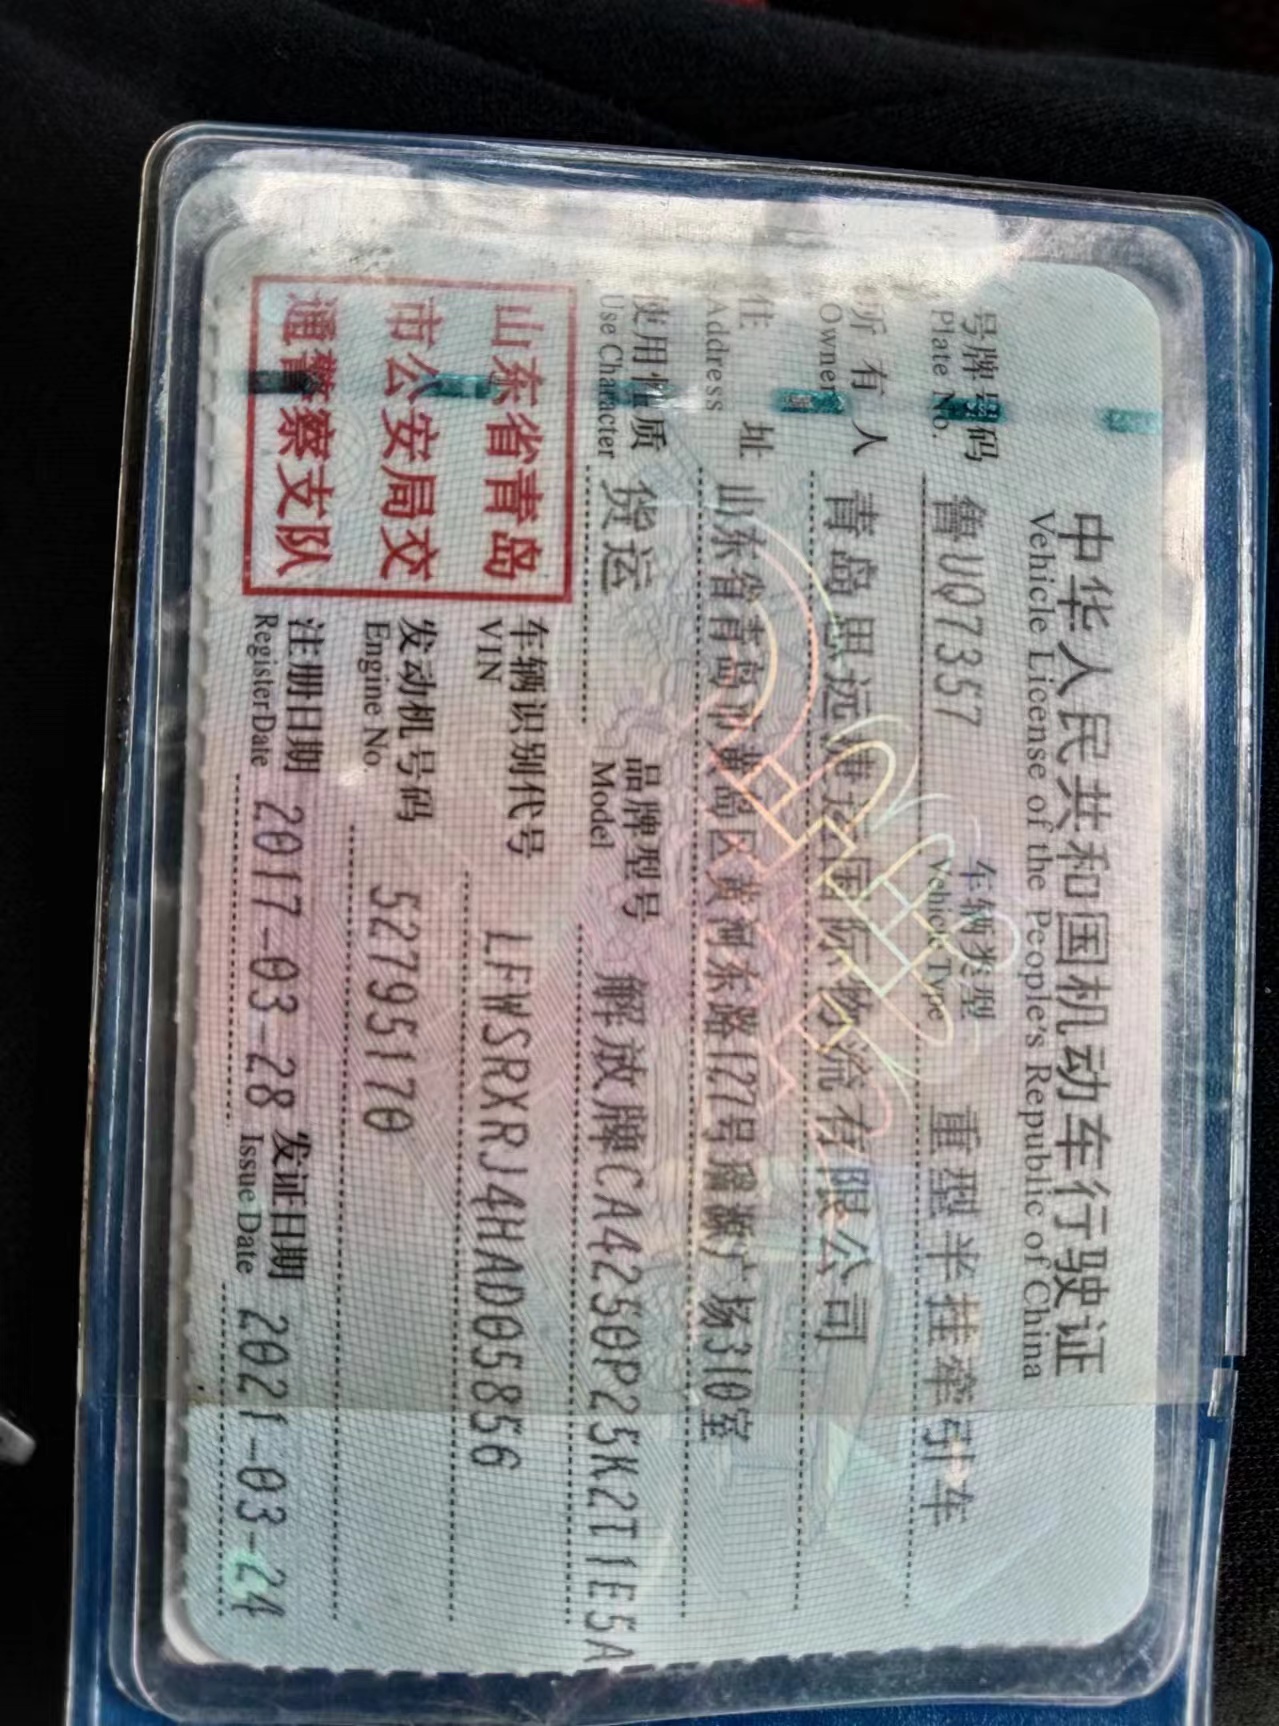 中华人民共和国机动车行驶证
Vehicle License of the People's Republic of China
号牌号码 鲁UQ7357 车辆类型 重型半挂牵引车
Plate No. Vehicle Type
所有人 青岛思远捷运国际物流有限公司
Owner
住址 山东省青岛市黄岛区黄河东路177号 广场310室
Address
使用性质 货运 品牌型号 解放牌CA4250P25K2T1E5A
Use Character Model
山东省青岛
市公安局交
通警察支队
车辆识别代号 LFWSRXRJ4HAD05856
VIN
发动机号码 52795170
Engine No.
注册日期 2017-03-28 发证日期 2021-03-24
Register Date Issue Date